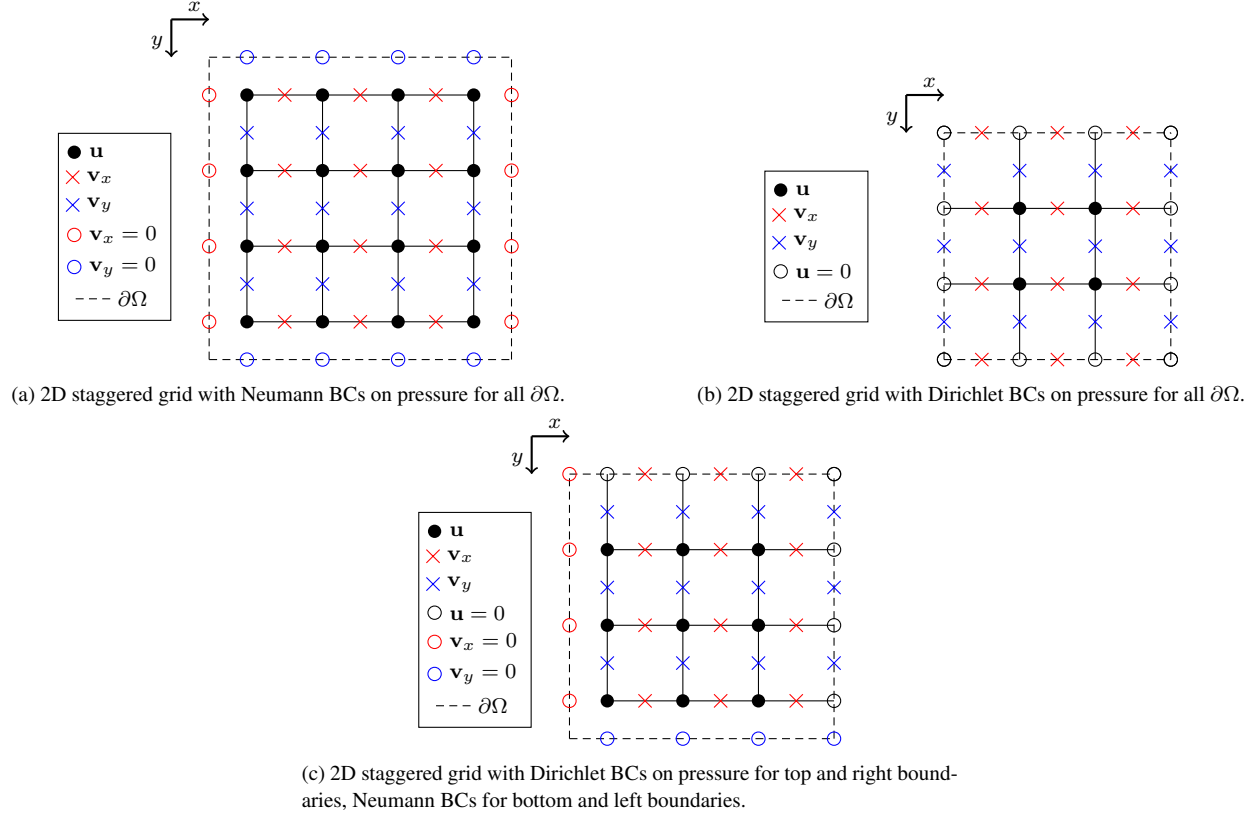 x
y
u
v_x
v_y
v_x = 0
v_y = 0
∂Ω
(a) 2D staggered grid with Neumann BCs on pressure for all ∂Ω.
x
y
u
v_x
v_y
u = 0
∂Ω
(b) 2D staggered grid with Dirichlet BCs on pressure for all ∂Ω.
x
y
u
v_x
v_y
u = 0
v_x = 0
v_y = 0
∂Ω
(c) 2D staggered grid with Dirichlet BCs on pressure for top and right bound-
aries, Neumann BCs for bottom and left boundaries.